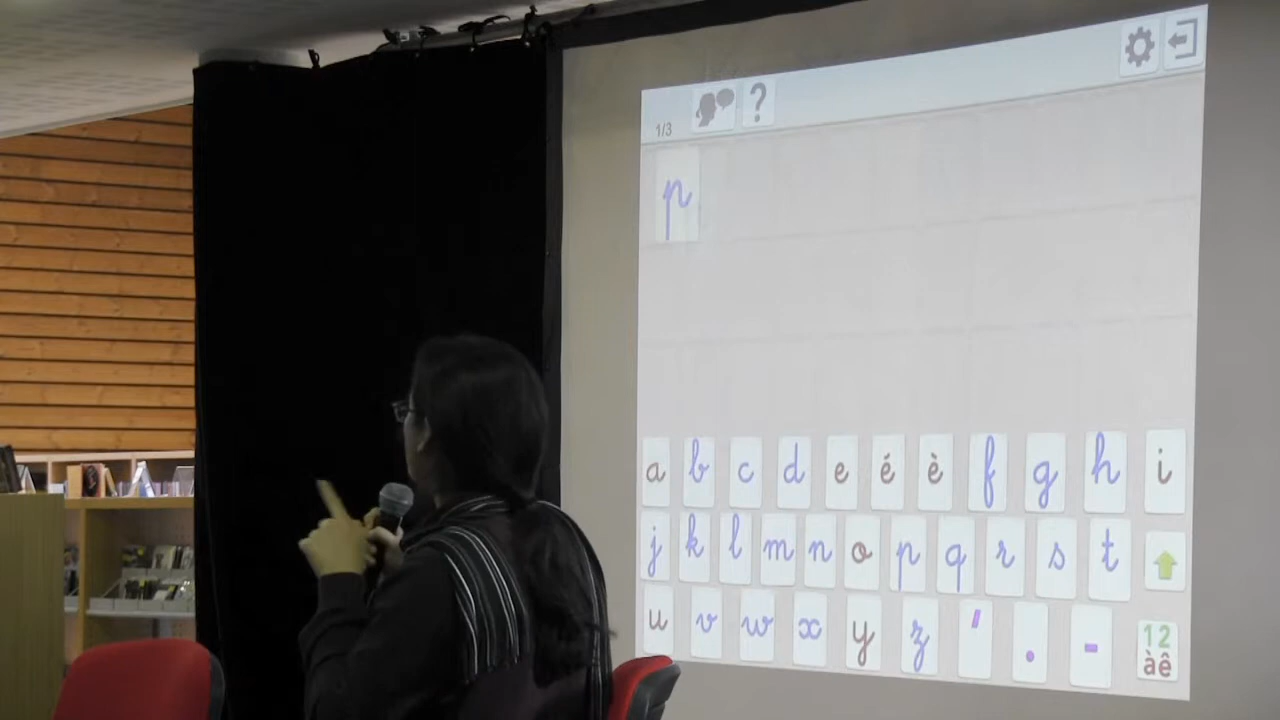 ?
1/3
p
a b c d e é è f g h i
j k l m n o p q r s t
u v w x y z ' . - 12
àê